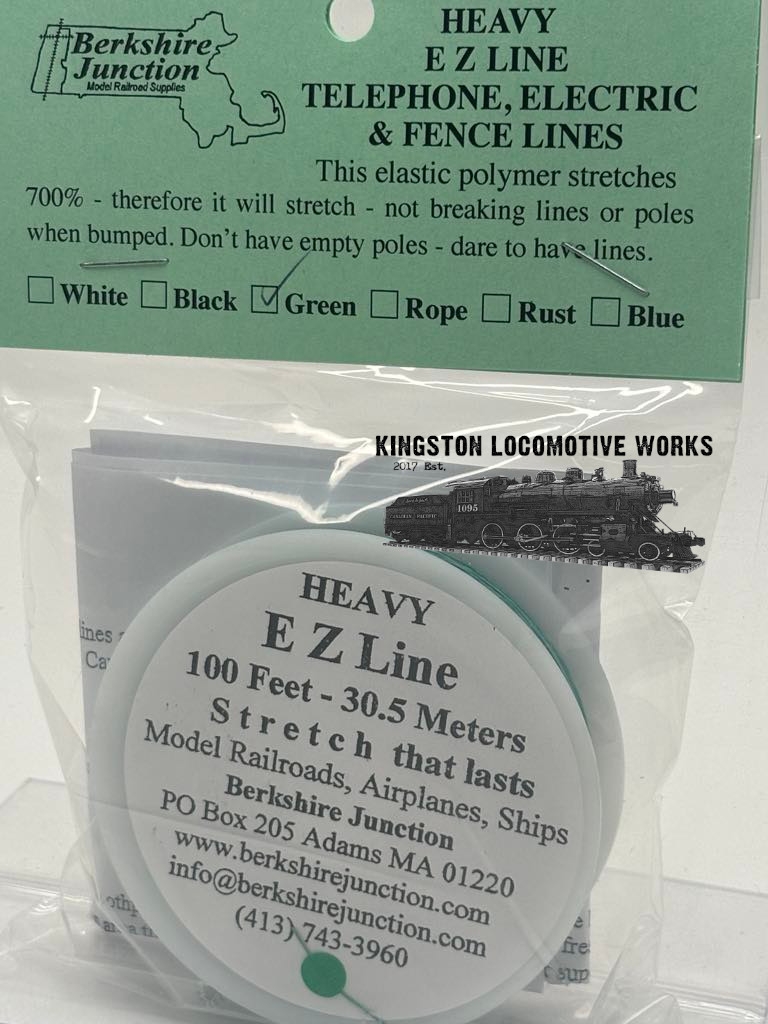 Berkshire
Junction
Model Railroad Supplies
HEAVY
E Z LINE
TELEPHONE, ELECTRIC
& FENCE LINES
This elastic polymer stretches
700% - therefore it will stretch - not breaking lines or poles
when bumped. Don't have empty poles - dare to have lines.
White Black Green Rope Rust Blue
KINGSTON LOCOMOTIVE WORKS
2017 Est.
1095
CANADIAN PACIFIC
HEAVY
E Z Line
100 Feet - 30.5 Meters
Stretch that lasts
Model Railroads, Airplanes, Ships
Berkshire Junction
PO Box 205 Adams MA 01220
www.berkshirejunction.com
info@berkshirejunction.com
(413) 743-3960